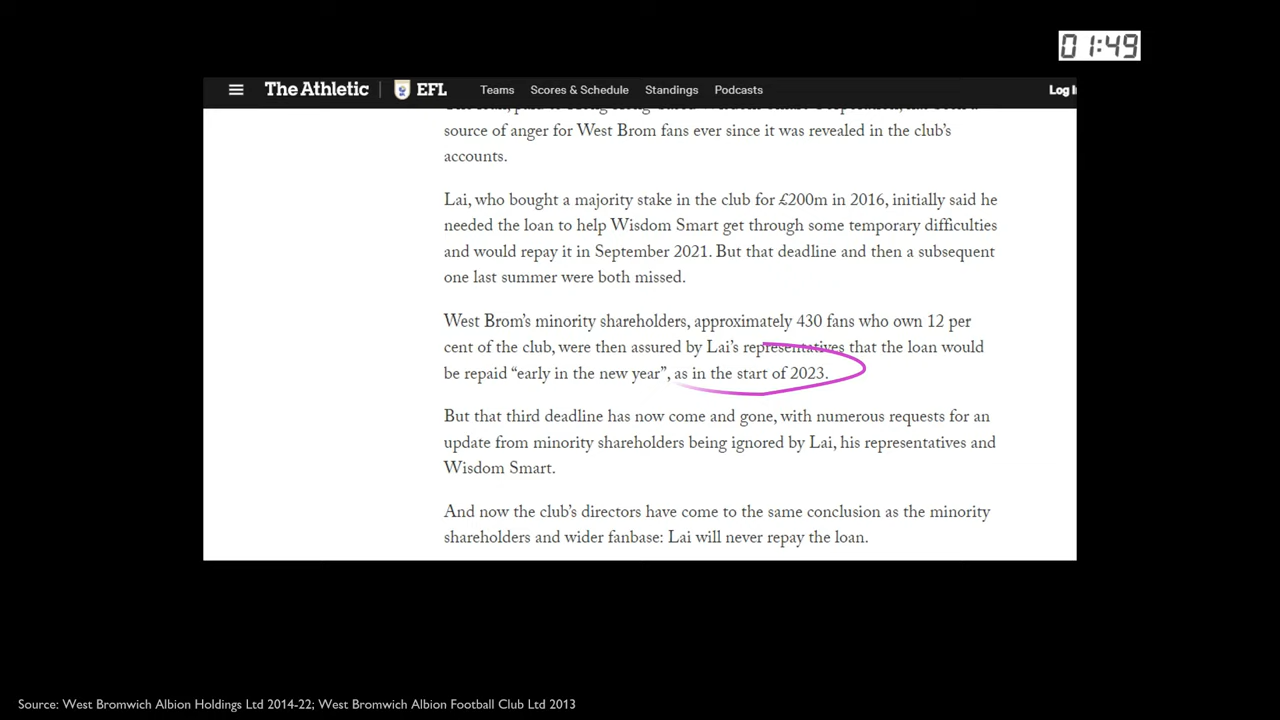 01:49
The Athletic EFL Teams Scores & Schedule Standings Podcasts Log I
source of anger for West Brom fans ever since it was revealed in the club’s
accounts.
Lai, who bought a majority stake in the club for £200m in 2016, initially said he
needed the loan to help Wisdom Smart get through some temporary difficulties
and would repay it in September 2021. But that deadline and then a subsequent
one last summer were both missed.
West Brom’s minority shareholders, approximately 430 fans who own 12 per
cent of the club, were then assured by Lai’s representatives that the loan would
be repaid “early in the new year”, as in the start of 2023.
But that third deadline has now come and gone, with numerous requests for an
update from minority shareholders being ignored by Lai, his representatives and
Wisdom Smart.
And now the club’s directors have come to the same conclusion as the minority
shareholders and wider fanbase: Lai will never repay the loan.
Source: West Bromwich Albion Holdings Ltd 2014-22; West Bromwich Albion Football Club Ltd 2013